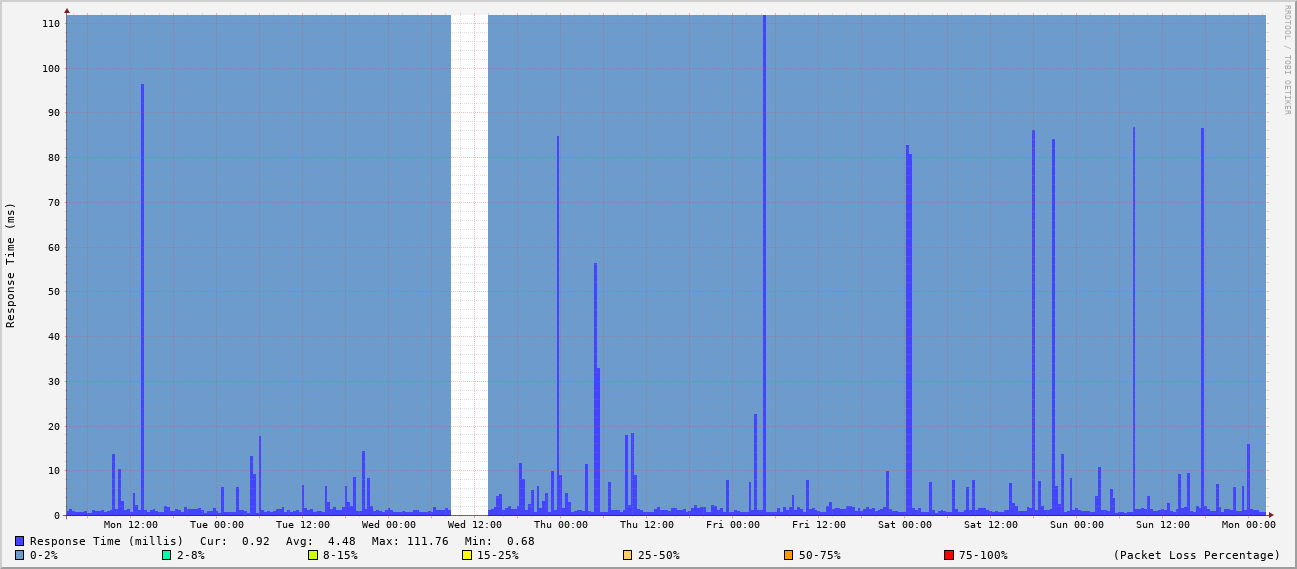 RRDTOOL / TOBI OETIKER
Response Time (ms)
110
100
90
80
70
60
50
40
30
20
10
0
Mon 12:00 Tue 00:00 Tue 12:00 Wed 00:00 Wed 12:00 Thu 00:00 Thu 12:00 Fri 00:00 Fri 12:00 Sat 00:00 Sat 12:00 Sun 00:00 Sun 12:00 Mon 00:00
Response Time (millis) Cur: 0.92 Avg: 4.48 Max: 111.76 Min: 0.68
0-2% 2-8% 8-15% 15-25% 25-50% 50-75% 75-100% (Packet Loss Percentage)